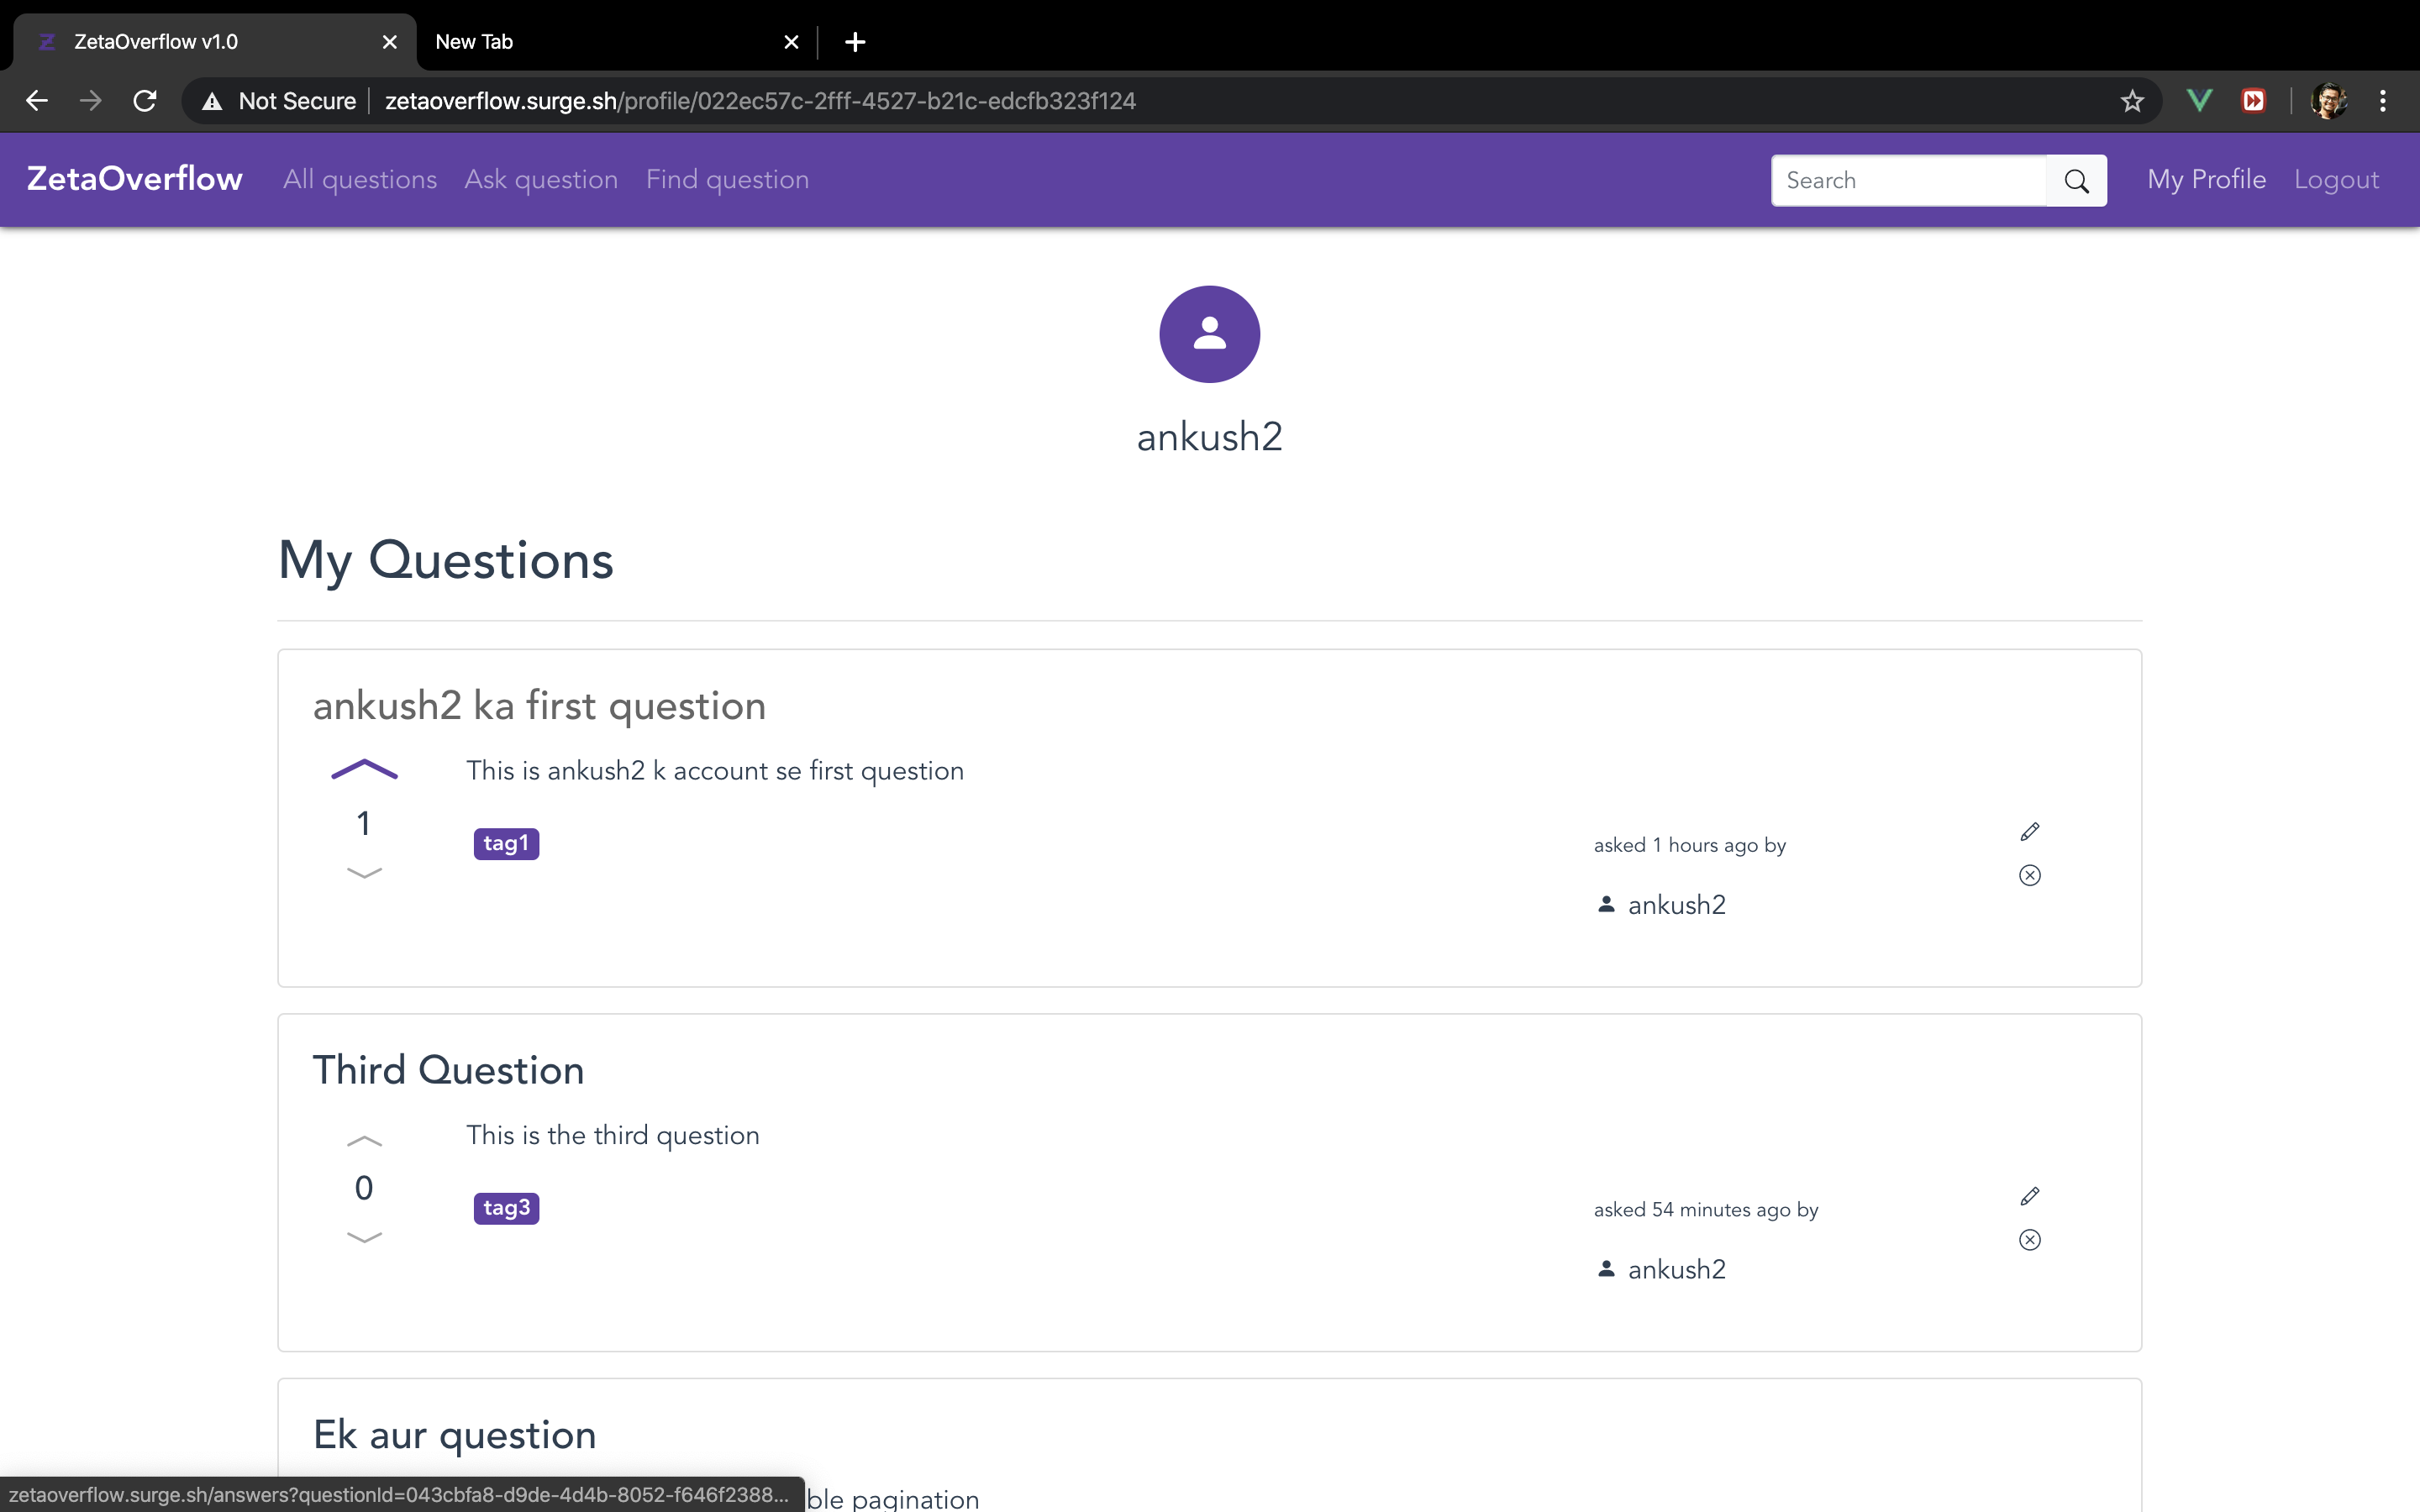 ZetaOverflow v1.0
New Tab
Not Secure
zetaoverflow.surge.sh/profile/022ec57c-2fff-4527-b21c-edcfb323f124
ZetaOverflow
All questions
Ask question
Find question
Search
My Profile
Logout
ankush2
My Questions
ankush2 ka first question
This is ankush2 k account se first question
1
tag1
asked 1 hours ago by
ankush2
Third Question
This is the third question
0
tag3
asked 54 minutes ago by
ankush2
Ek aur question
pagination
zetaoverflow.surge.sh/answers?questionId=043cbfa8-d9de-4d4b-8052-f646f2388...